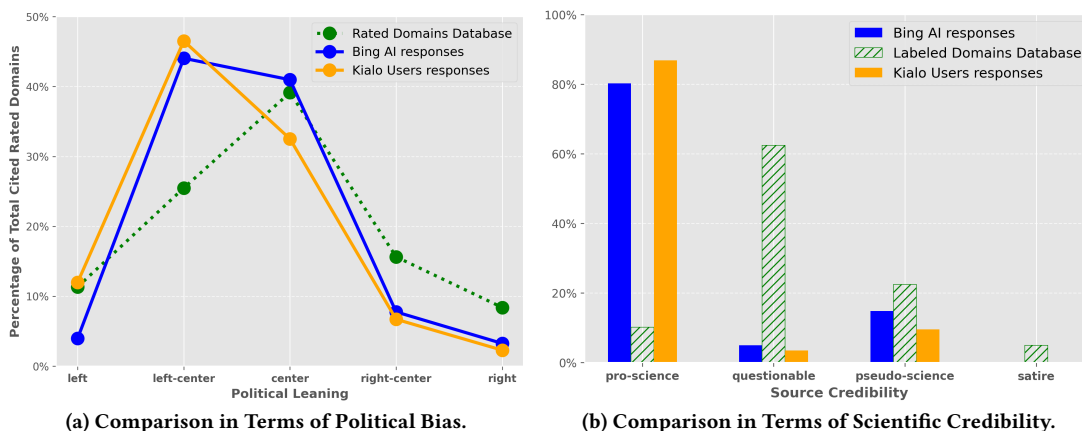 50%
40%
30%
20%
10%
0%
Percentage of Total Cited Rated Domains
Rated Domains Database
Bing AI responses
Kialo Users responses
left
left-center
center
right-center
right
Political Leaning
(a) Comparison in Terms of Political Bias.
100%
80%
60%
40%
20%
0%
Bing AI responses
Labeled Domains Database
Kialo Users responses
pro-science
questionable
pseudo-science
satire
Source Credibility
(b) Comparison in Terms of Scientific Credibility.